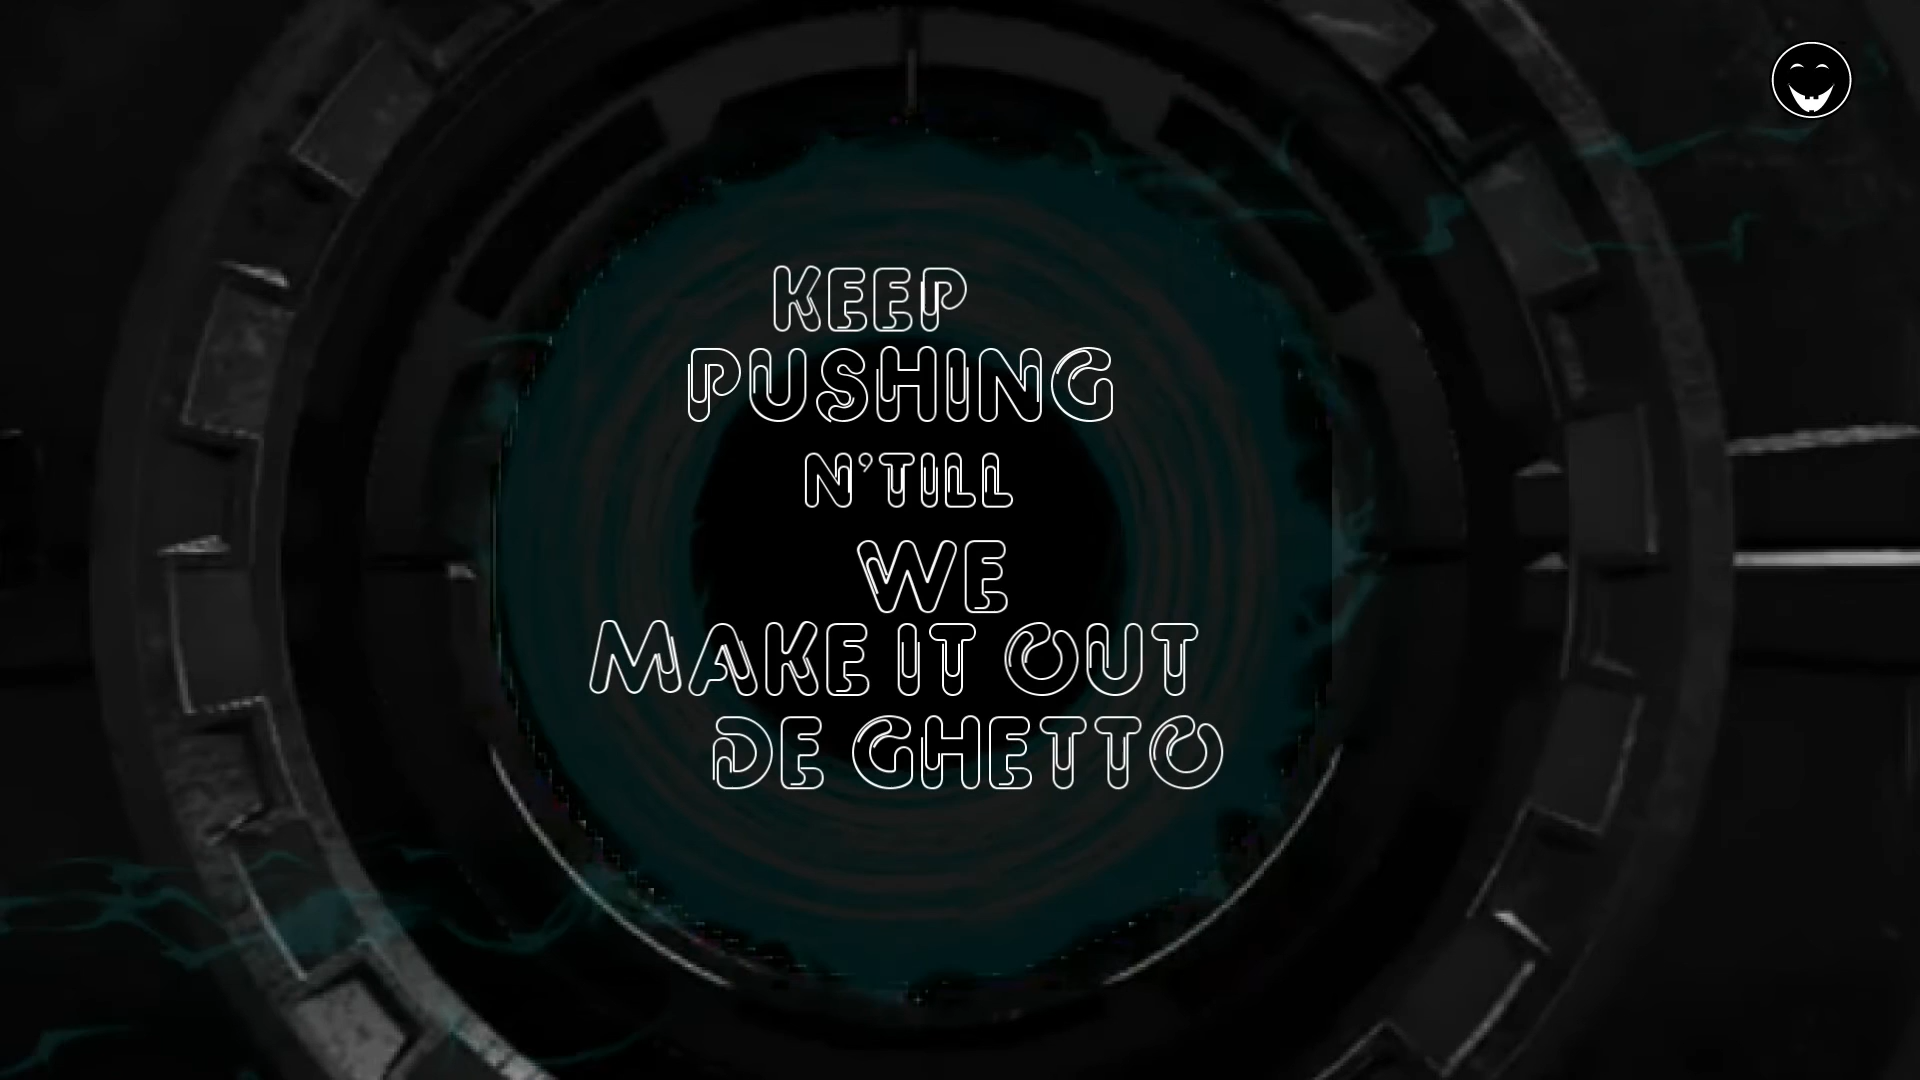 KEEP
PUSHING
N'TILL
WE
MAKE IT OUT
DE GHETTO